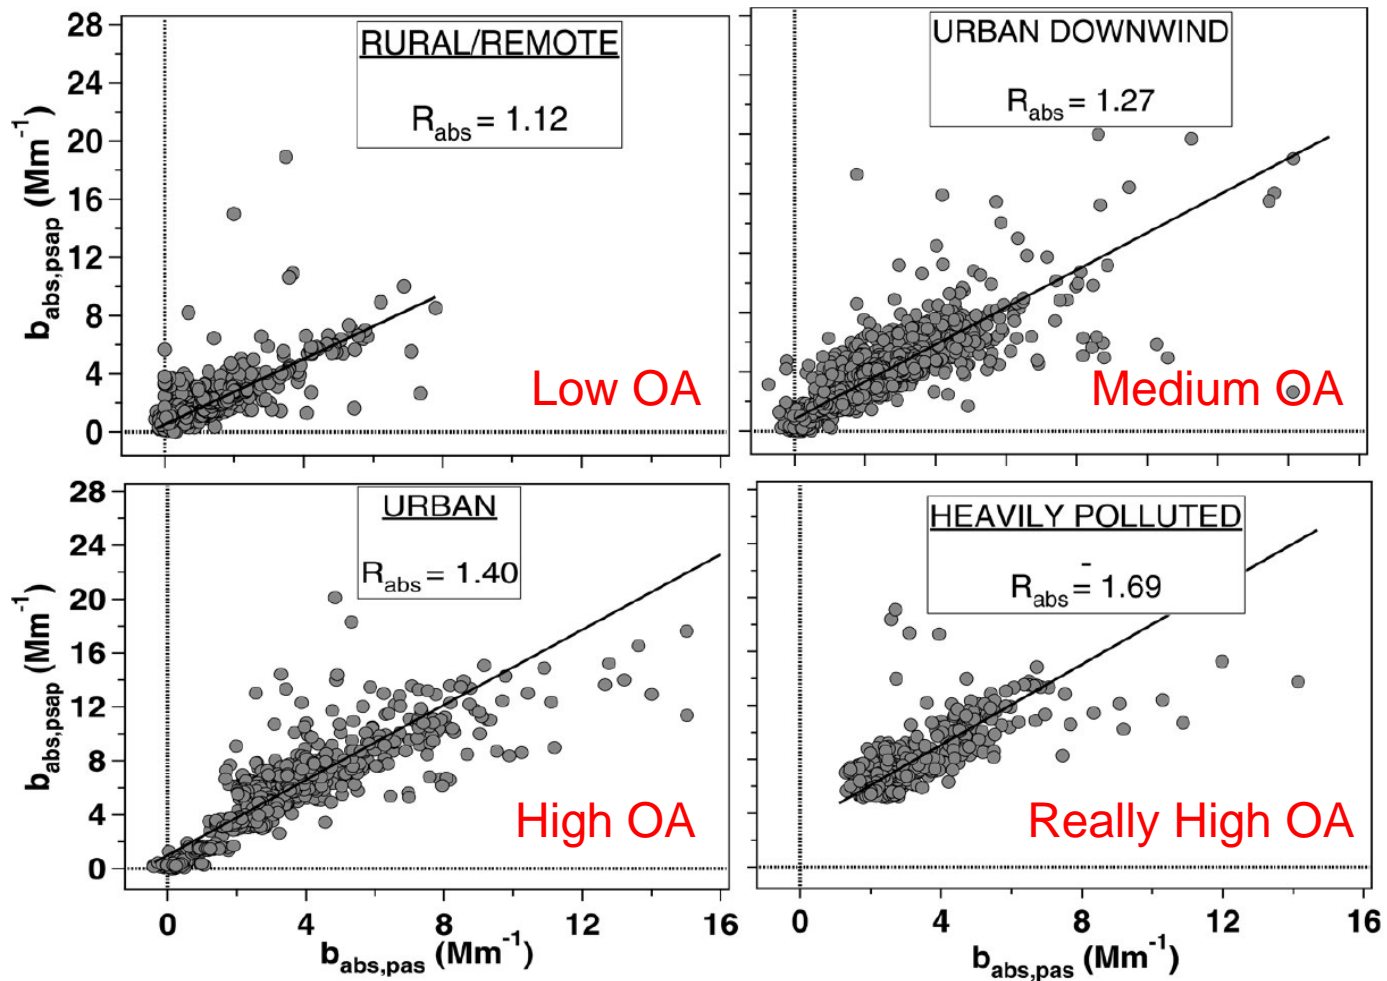 RURAL/REMOTE
Rabs = 1.12
Low OA
28
24
20
16
12
8
4
0
babs,psap (Mm-1)
URBAN DOWNWIND
Rabs = 1.27
Medium OA
URBAN
Rabs = 1.40
High OA
28
24
20
16
12
8
4
0
babs,psap (Mm-1)
0 4 8 12 16
babs,pas (Mm-1)
HEAVILY POLLUTED
Rabs = 1.69
Really High OA
0 4 8 12 16
babs,pas (Mm-1)